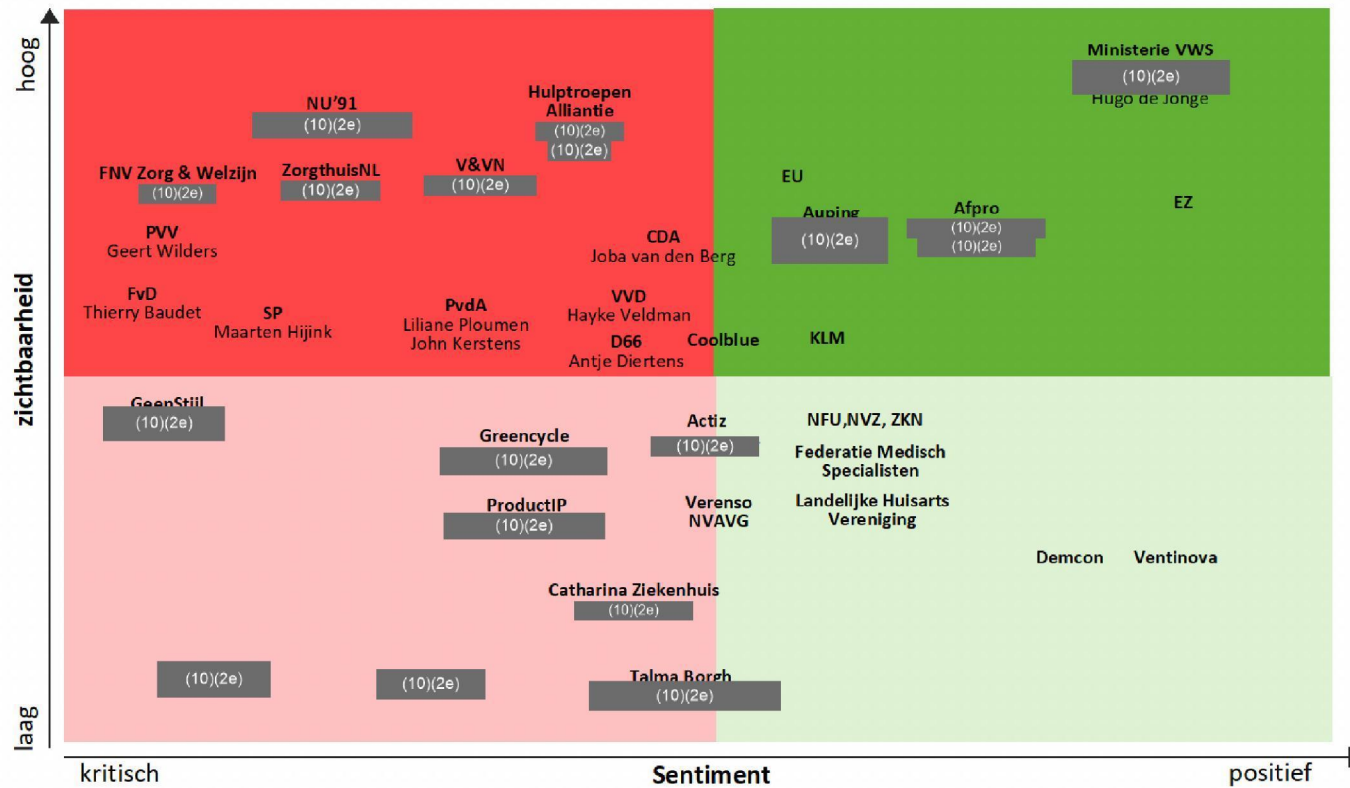 hoog
Ministerie VWS
(10)(2e)
Hugo de Jonge
NU'91
(10)(2e)
Hulptroepen
Alliantie
(10)(2e)
(10)(2e)
FNV Zorg & Welzijn
(10)(2e)
ZorgthuisNL
(10)(2e)
V&VN
(10)(2e)
EU
EZ
Auping
(10)(2e)
Afpro
(10)(2e)
(10)(2e)
PVV
Geert Wilders
CDA
Joba van den Berg
FvD
Thierry Baudet
SP
Maarten Hijink
PvdA
Liliane Ploumen
John Kerstens
VVD
Hayke Veldman
D66
Antje Diertens
Coolblue
KLM
zichtbaarheid
GeenStijl
(10)(2e)
Greencycle
(10)(2e)
Actiz
(10)(2e)
NFU,NVZ, ZKN
Federatie Medisch
Specialisten
ProductIP
(10)(2e)
Verenso
NVAVG
Landelijke Huisarts
Vereniging
Demcon
Ventinova
Catharina Ziekenhuis
(10)(2e)
(10)(2e)
(10)(2e)
Talma Borgh
(10)(2e)
laag
kritisch
Sentiment
positief